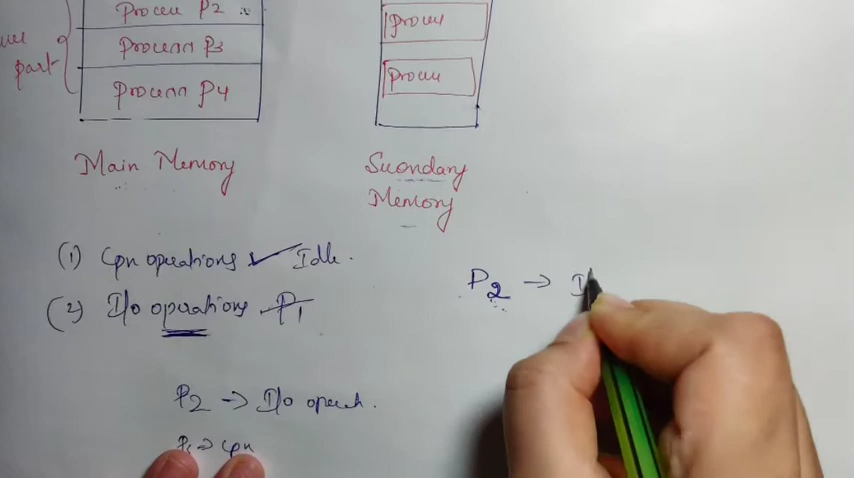 Process P2
Process P3
part
Process P4
Process
Process
Main Memory
Secondary
Memory
(1) Cpu operations ✓ Idle.
(2) I/o operations P1
P2 → I/o operat.
P2 → I
→ Cpu